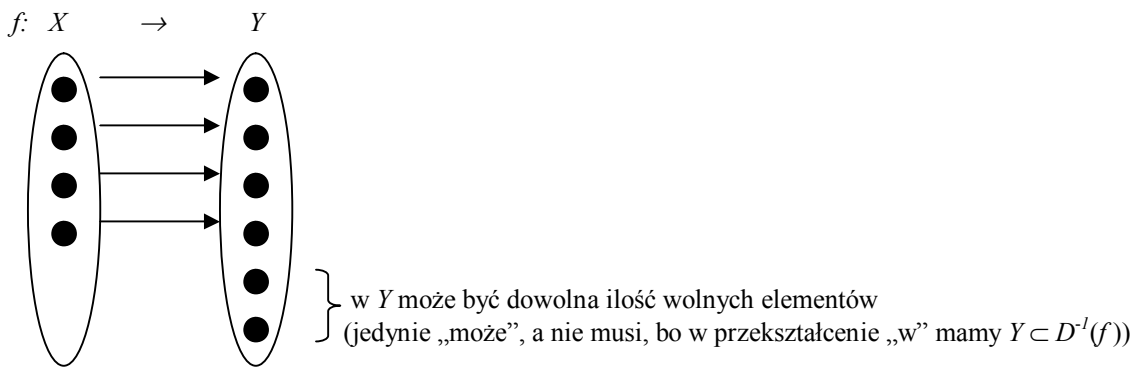 f: X → Y
w Y może być dowolna ilość wolnych elementów
(jedynie „może”, a nie musi, bo w przekształcenie „w” mamy Y ⊂ D⁻¹(f))